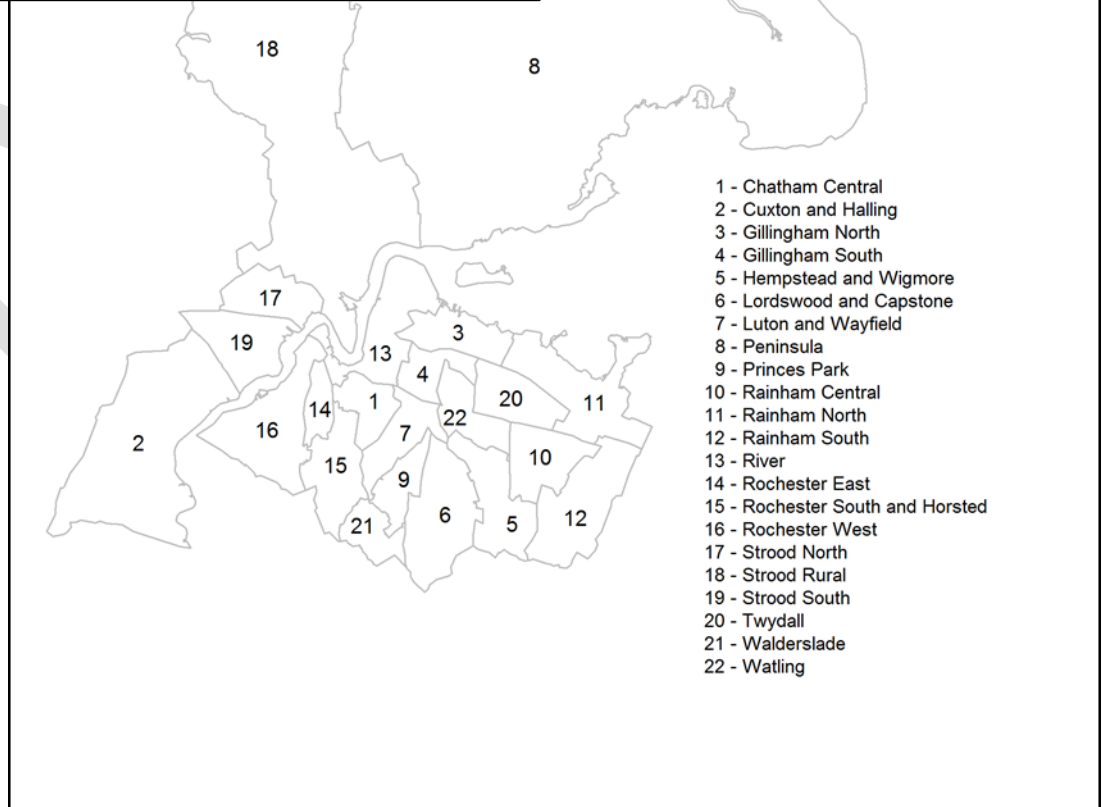 18
8
1 - Chatham Central
2 - Cuxton and Halling
3 - Gillingham North
4 - Gillingham South
5 - Hempstead and Wigmore
6 - Lordswood and Capstone
7 - Luton and Wayfield
8 - Peninsula
9 - Princes Park
10 - Rainham Central
11 - Rainham North
12 - Rainham South
13 - River
14 - Rochester East
15 - Rochester South and Horsted
16 - Rochester West
17 - Strood North
18 - Strood Rural
19 - Strood South
20 - Twydall
21 - Walderslade
22 - Watling
17
3
19
13
4
20
1
11
14
22
16
7
2
10
15
9
6
12
5
21